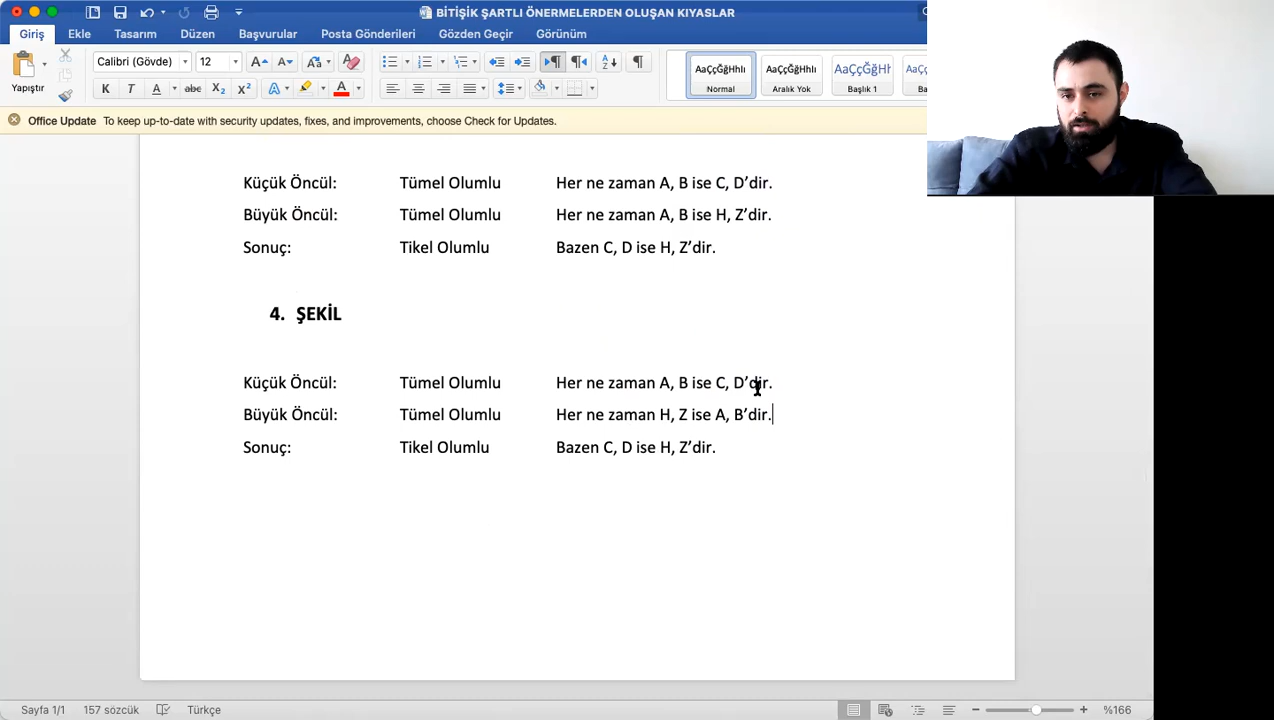 BİTİŞİK ŞARTLI ÖNERMELERDEN OLUŞAN KIYASLAR
Giriş Ekle Tasarım Düzen Başvurular Posta Gönderileri Gözden Geçir Görünüm
Yapıştır
Calibri (Gövde) 12
K T A abc X₂ X² A A
AaÇçĞğHhIı AaÇçĞğHhIı AaÇçĞğHł
Normal Aralık Yok Başlık 1
Office Update To keep up-to-date with security updates, fixes, and improvements, choose Check for Updates.
Küçük Öncül: Tümel Olumlu Her ne zaman A, B ise C, D’dir.
Büyük Öncül: Tümel Olumlu Her ne zaman A, B ise H, Z’dir.
Sonuç: Tikel Olumlu Bazen C, D ise H, Z’dir.
4. ŞEKİL
Küçük Öncül: Tümel Olumlu Her ne zaman A, B ise C, D’dir.
Büyük Öncül: Tümel Olumlu Her ne zaman H, Z ise A, B’dir.
Sonuç: Tikel Olumlu Bazen C, D ise H, Z’dir.
Sayfa 1/1 157 sözcük Türkçe %166